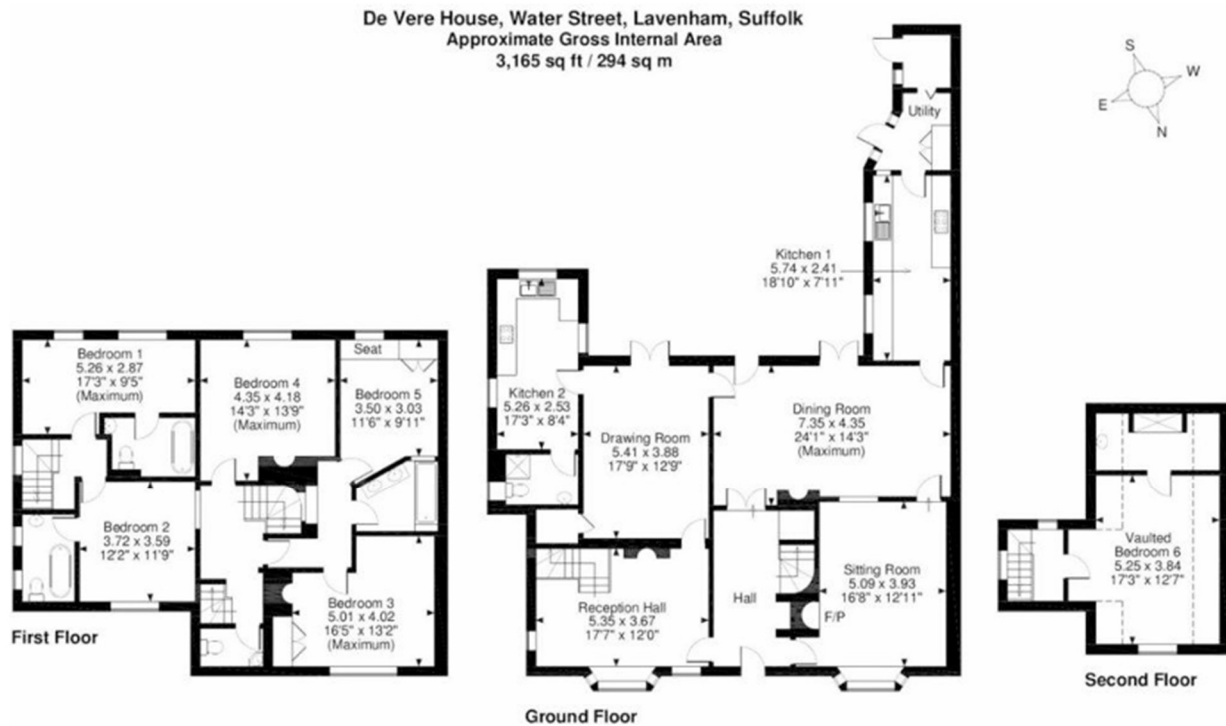 De Vere House, Water Street, Lavenham, Suffolk
Approximate Gross Internal Area
3,165 sq ft / 294 sq m
S
W
E
N
Utility
Kitchen 1
5.74 x 2.41
18'10" x 7'11"
Bedroom 1
5.26 x 2.87
17'3" x 9'5"
(Maximum)
Bedroom 4
4.35 x 4.18
14'3" x 13'9"
(Maximum)
Seat
Bedroom 5
3.50 x 3.03
11'6" x 9'11"
Bedroom 2
3.72 x 3.59
12'2" x 11'9"
Bedroom 3
5.01 x 4.02
16'5" x 13'2"
(Maximum)
First Floor
Kitchen 2
5.26 x 2.53
17'3" x 8'4"
Drawing Room
5.41 x 3.88
17'9" x 12'9"
Dining Room
7.35 x 4.35
24'1" x 14'3"
(Maximum)
Reception Hall
5.35 x 3.67
17'7" x 12'0"
Hall
Sitting Room
5.09 x 3.93
16'8" x 12'11"
F/P
Ground Floor
Vaulted
Bedroom 6
5.25 x 3.84
17'3" x 12'7"
Second Floor